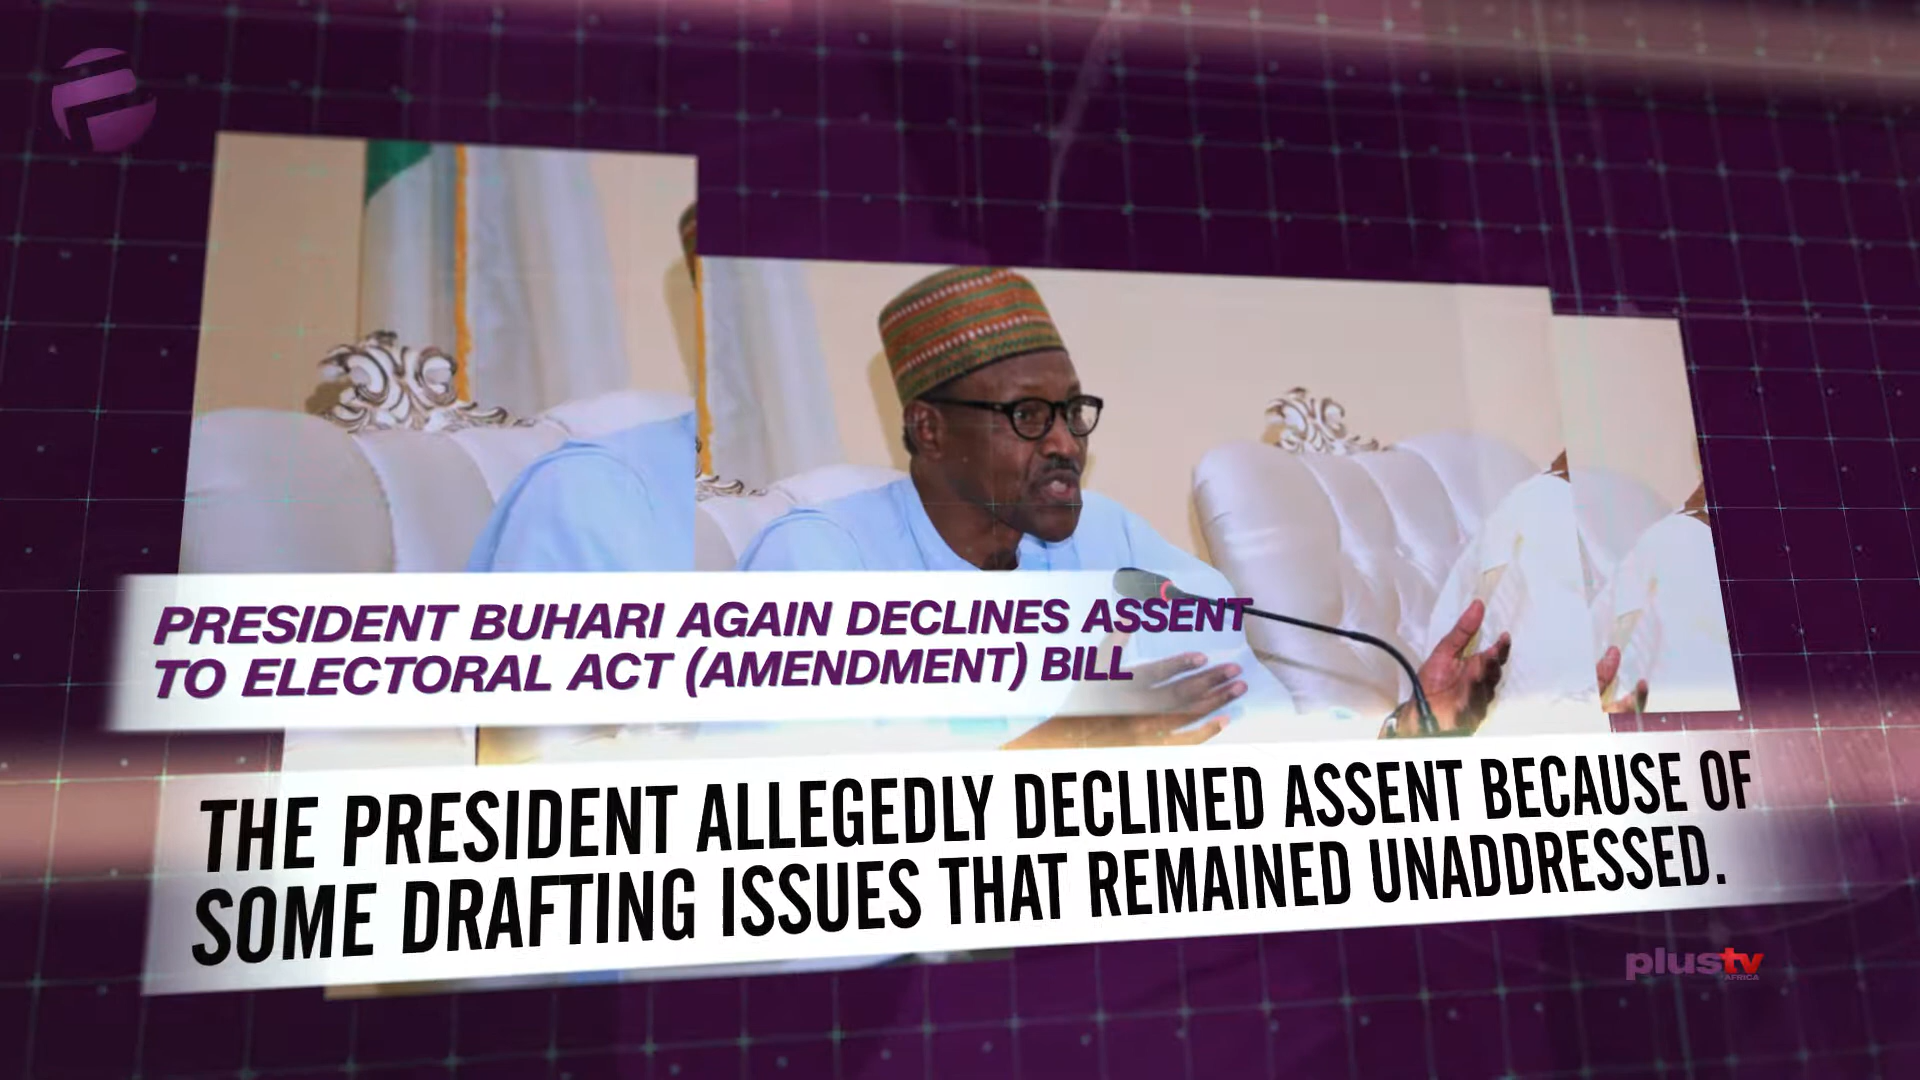 PRESIDENT BUHARI AGAIN DECLINES ASSENT
TO ELECTORAL ACT (AMENDMENT) BILL
THE PRESIDENT ALLEGEDLY DECLINED ASSENT BECAUSE OF
SOME DRAFTING ISSUES THAT REMAINED UNADDRESSED.
plustv
AFRICA